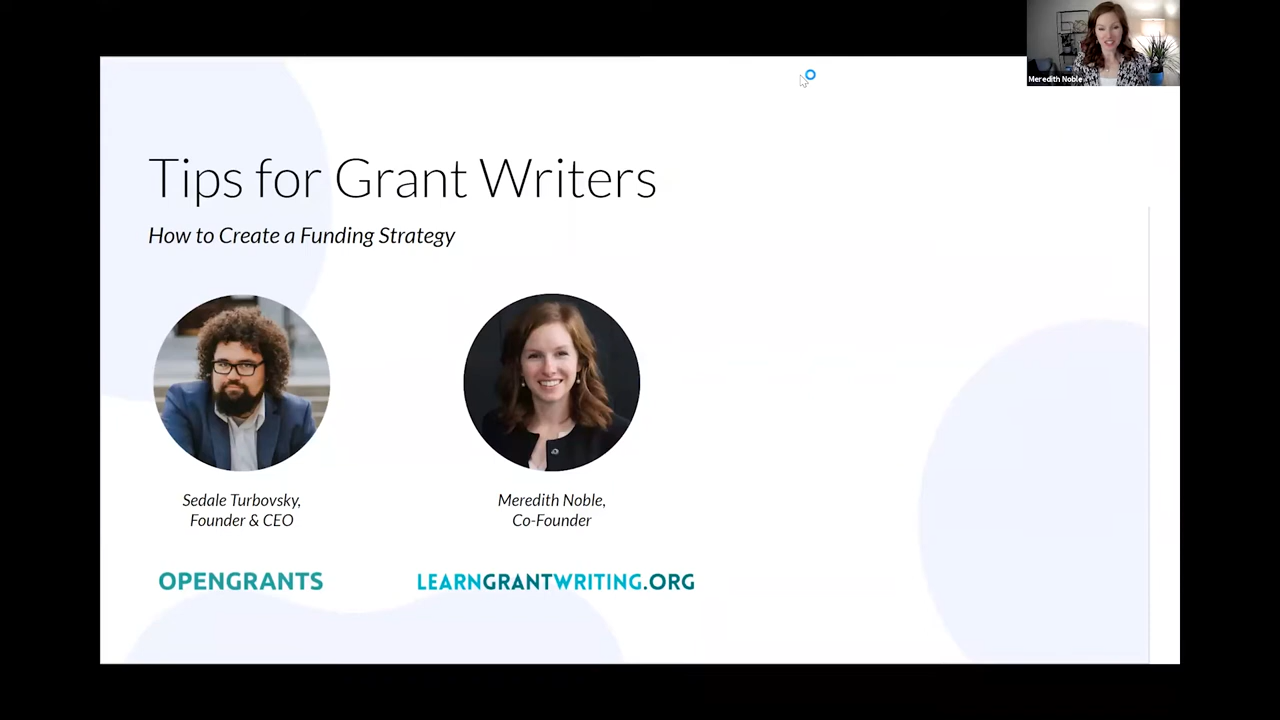 Meredith Noble
Tips for Grant Writers
How to Create a Funding Strategy
Sedale Turbovsky,
Founder & CEO
Meredith Noble,
Co-Founder
OPENGRANTS
LEARNGRANTWRITING.ORG